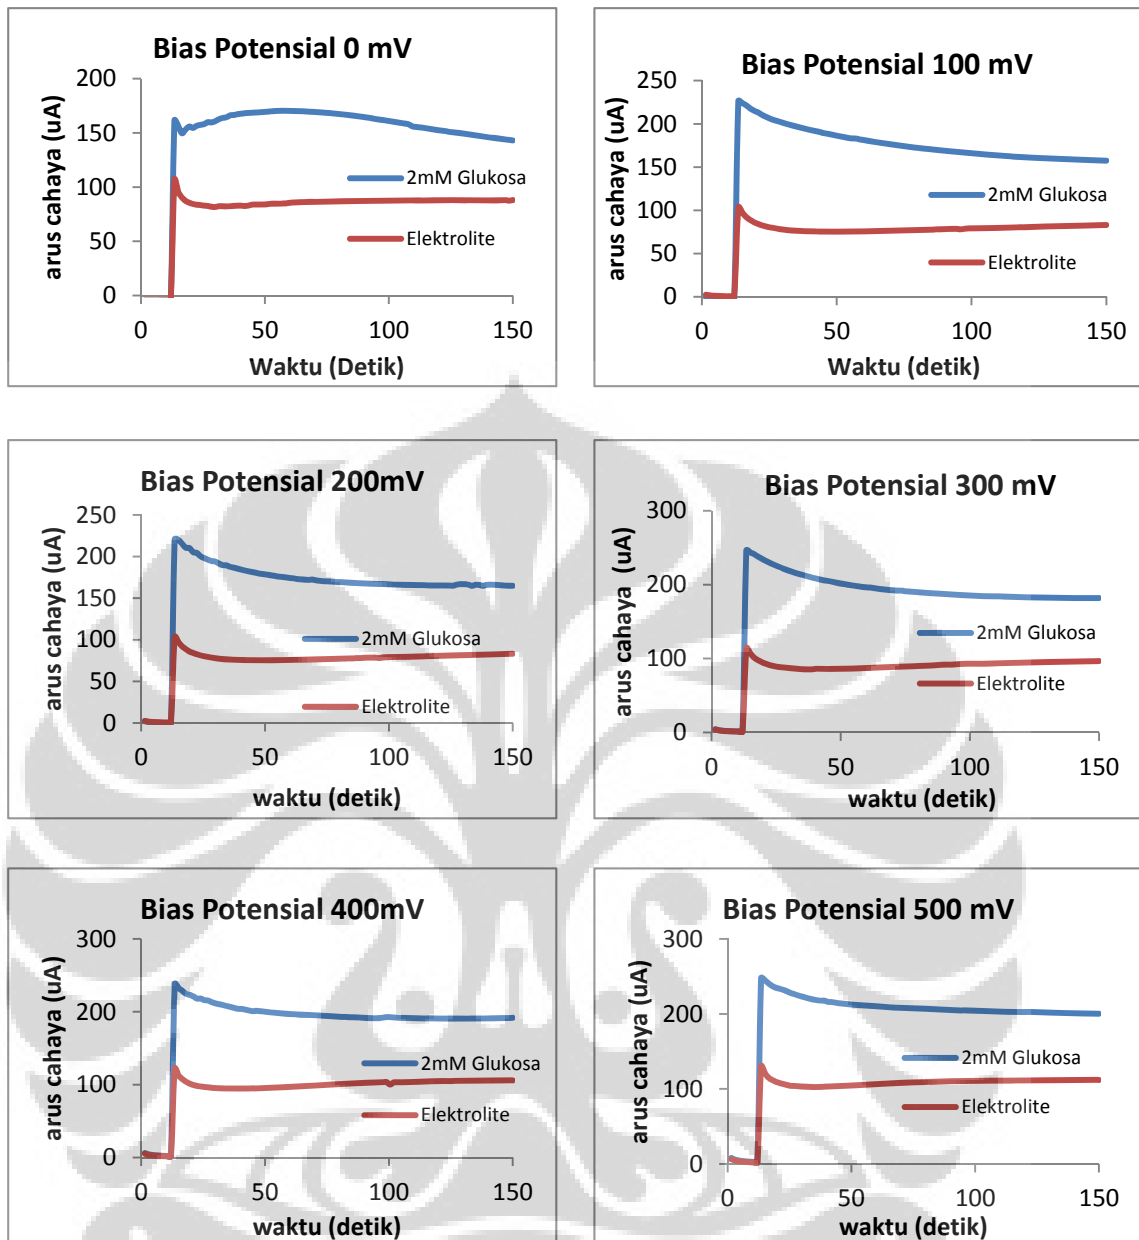 Bias Potensial 0 mV
arus cahaya (uA)
200
150
100
50
0
2mM Glukosa
Elektrolite
0 50 100 150
Waktu (Detik)
Bias Potensial 100 mV
arus cahaya (uA)
250
200
150
100
50
0
2mM Glukosa
Elektrolite
0 50 100 150
Waktu (detik)
Bias Potensial 200mV
arus cahaya (uA)
250
200
150
100
50
0
2mM Glukosa
Elektrolite
0 50 100 150
waktu (detik)
Bias Potensial 300 mV
arus cahaya (uA)
300
200
100
0
2mM Glukosa
Elektrolite
0 50 100 150
waktu (detik)
Bias Potensial 400mV
arus cahaya (uA)
300
200
100
0
2mM Glukosa
Elektrolite
0 50 100 150
waktu (detik)
Bias Potensial 500 mV
arus cahaya (uA)
300
200
100
0
2mM Glukosa
Elektrolite
0 50 100 150
waktu (detik)